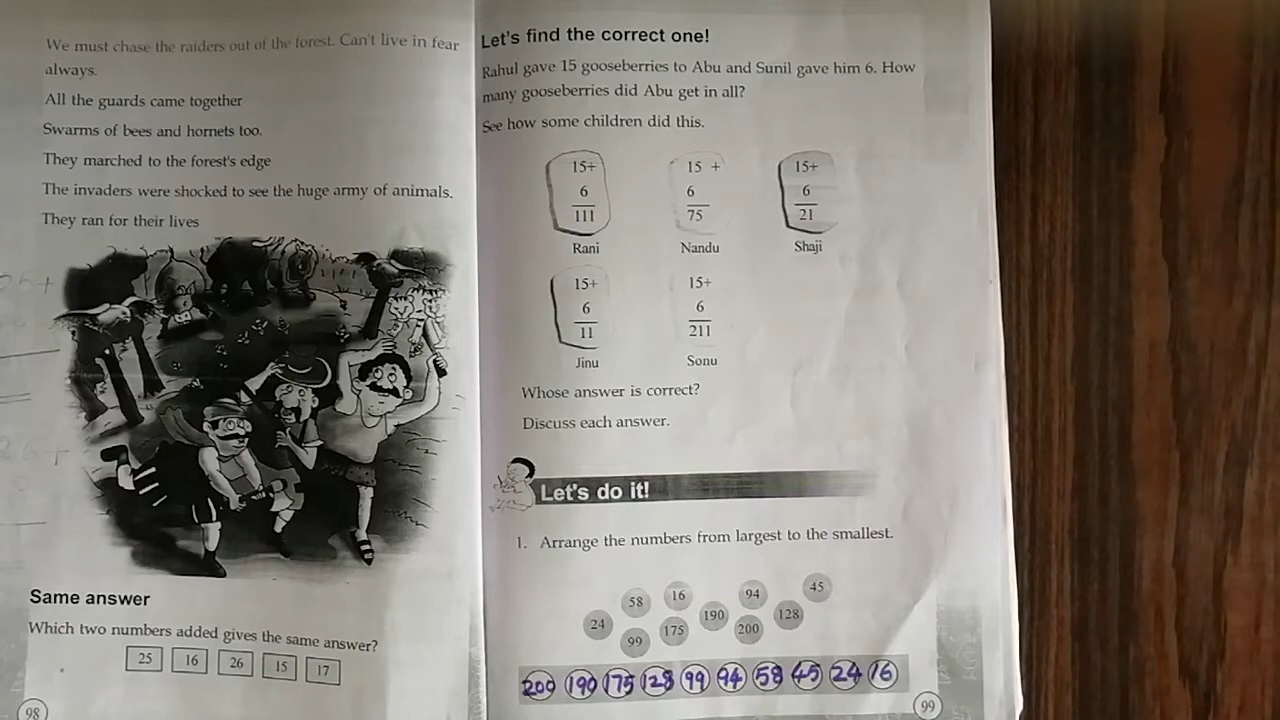 We must chase the raiders out of the forest. Can't live in fear
always.
All the guards came together
Swarms of bees and hornets too.
They marched to the forest's edge
The invaders were shocked to see the huge army of animals.
They ran for their lives
Same answer
Which two numbers added gives the same answer?
25 16 26 15 17
98
Let's find the correct one!
Rahul gave 15 gooseberries to Abu and Sunil gave him 6. How
many gooseberries did Abu get in all?
See how some children did this.
15+ 15 + 15+
6 6 6
111 75 21
Rani Nandu Shaji
15+ 15+
6 6
11 211
Jinu Sonu
Whose answer is correct?
Discuss each answer.
Let's do it!
1. Arrange the numbers from largest to the smallest.
58 16 94 45
24 190 128
99 175 200
200 190 175 128 99 94 58 45 24 16
99